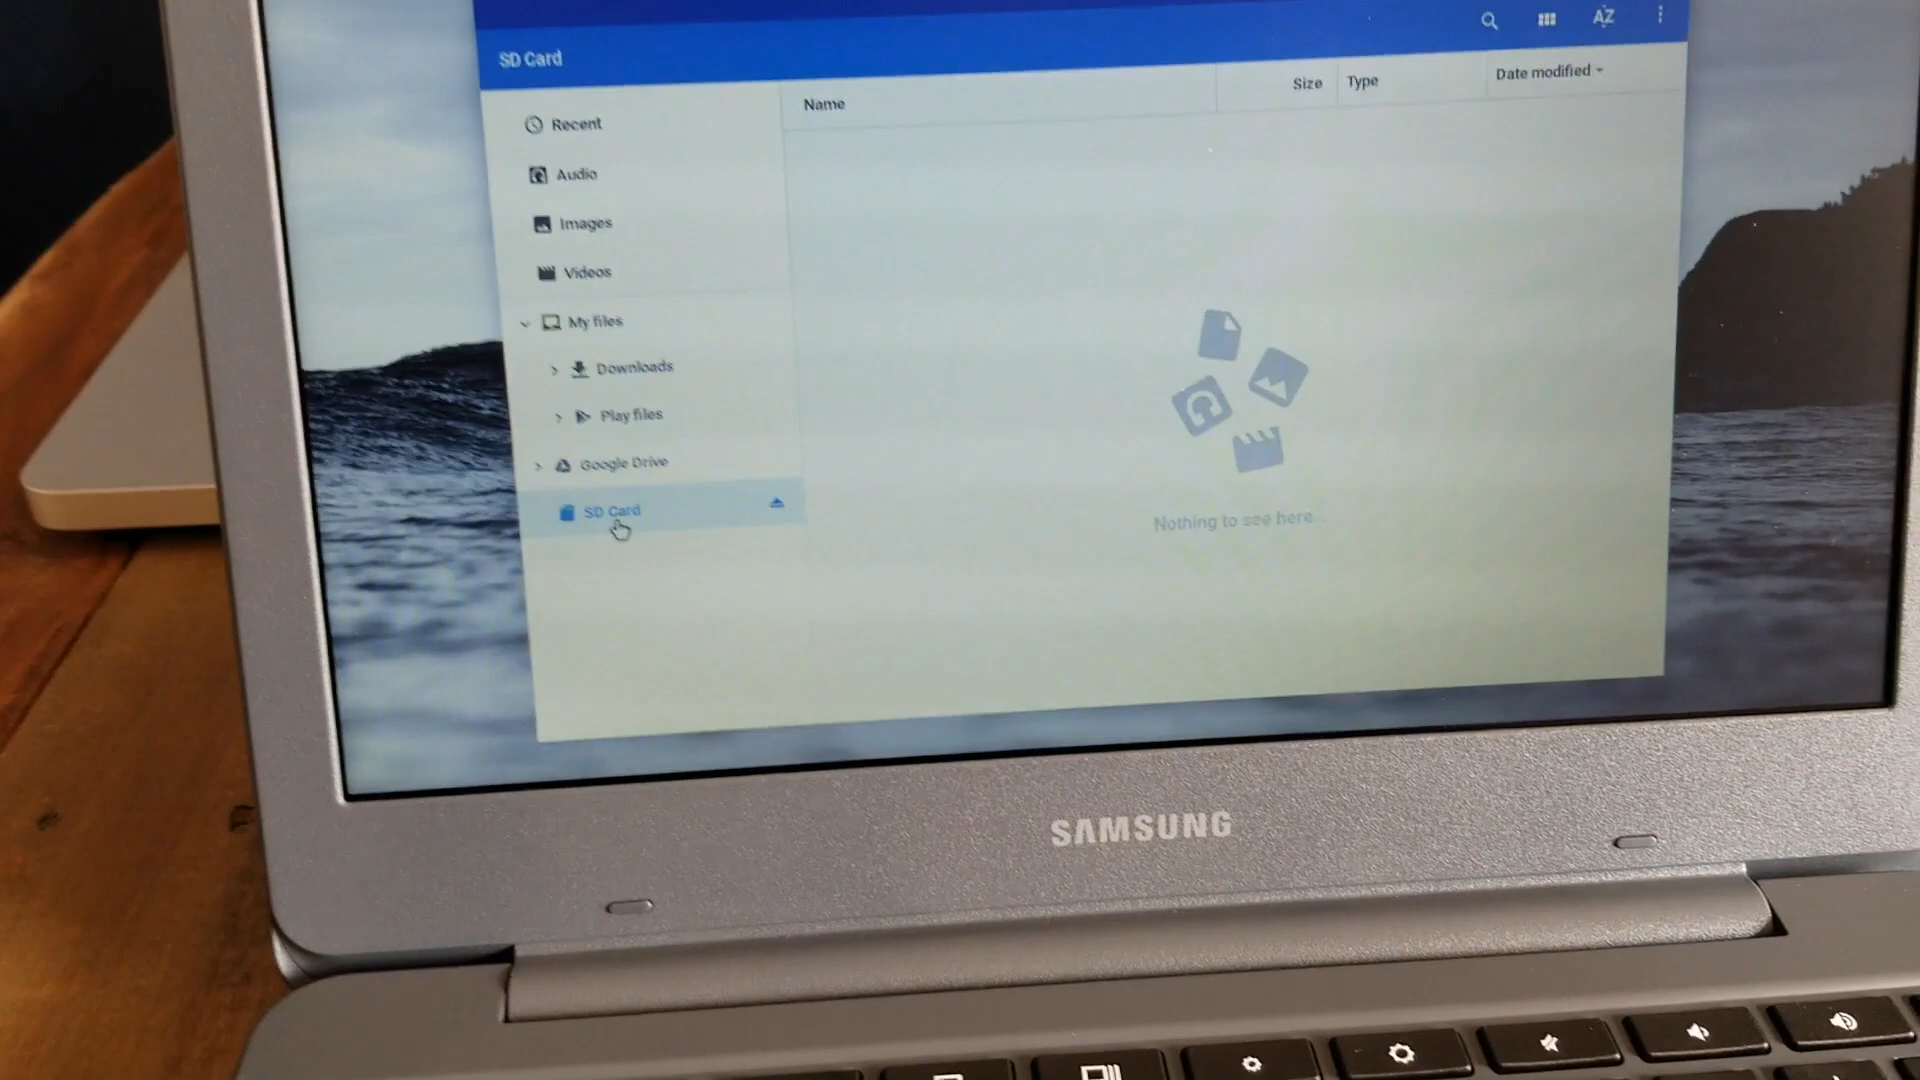 SD Card
Name
Size
Type
Date modified
Recent
Audio
Images
Videos
My files
Downloads
Play files
Google Drive
SD Card
Nothing to see here...
SAMSUNG